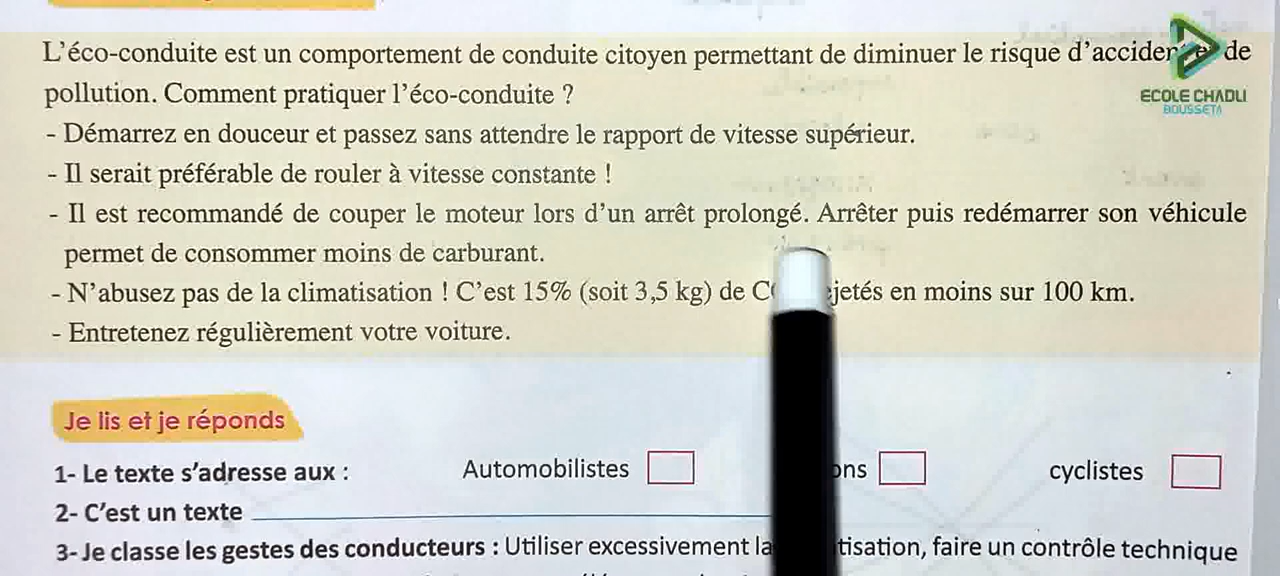 L'éco-conduite est un comportement de conduite citoyen permettant de diminuer le risque d'acciden de
pollution. Comment pratiquer l'éco-conduite ?
- Démarrez en douceur et passez sans attendre le rapport de vitesse supérieur.
- Il serait préférable de rouler à vitesse constante !
- Il est recommandé de couper le moteur lors d'un arrêt prolongé. Arrêter puis redémarrer son véhicule
permet de consommer moins de carburant.
- N'abusez pas de la climatisation ! C'est 15% (soit 3,5 kg) de C jetés en moins sur 100 km.
- Entretenez régulièrement votre voiture.
ECOLE CHADLI
BOUSSETA
Je lis et je réponds
1- Le texte s'adresse aux : Automobilistes ons cyclistes
2- C'est un texte
3- Je classe les gestes des conducteurs : Utiliser excessivement la tisation, faire un contrôle technique